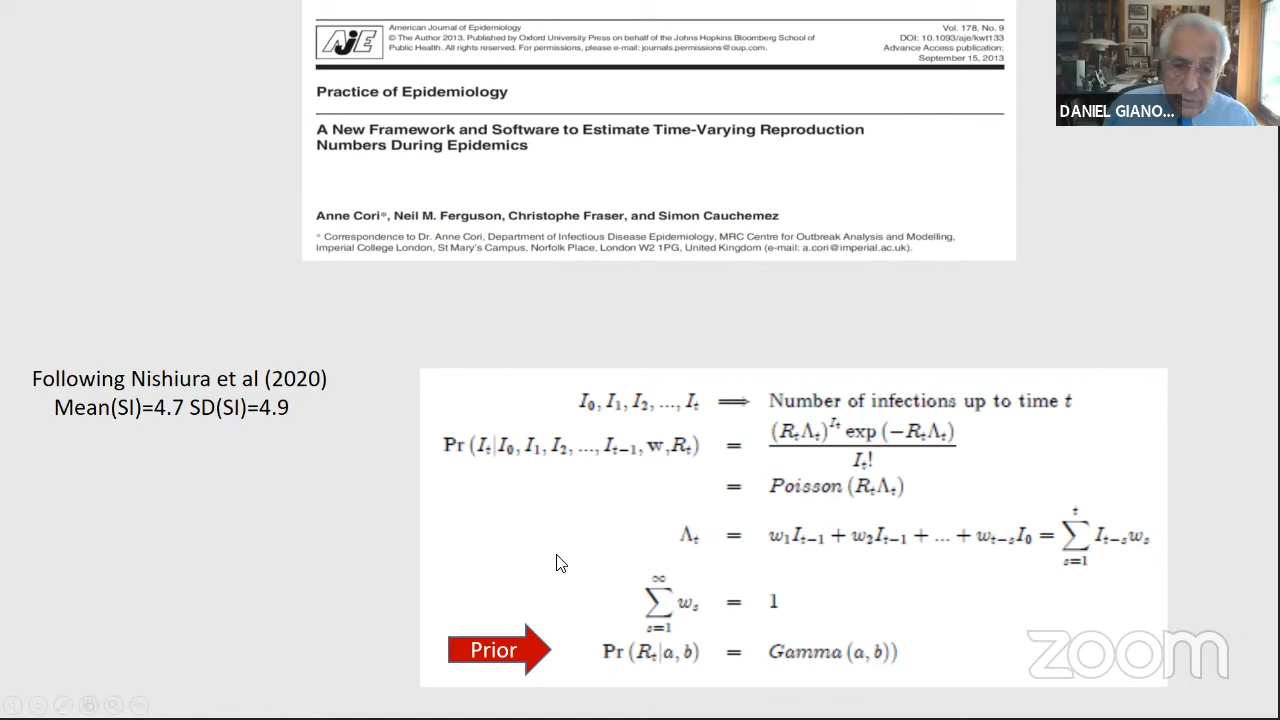 AJE
American Journal of Epidemiology
© The Author 2013. Published by Oxford University Press on behalf of the Johns Hopkins Bloomberg School of
Public Health. All rights reserved. For permissions, please e-mail: journals.permissions@oup.com.
Vol. 178, No. 9
DOI: 10.1093/aje/kwt133
Advance Access publication:
September 15, 2013
Practice of Epidemiology
A New Framework and Software to Estimate Time-Varying Reproduction
Numbers During Epidemics
Anne Cori*, Neil M. Ferguson, Christophe Fraser, and Simon Cauchemez
* Correspondence to Dr. Anne Cori, Department of Infectious Disease Epidemiology, MRC Centre for Outbreak Analysis and Modelling,
Imperial College London, St Mary's Campus, Norfolk Place, London W2 1PG, United Kingdom (e-mail: a.cori@imperial.ac.uk).
DANIEL GIANO...
Following Nishiura et al (2020)
Mean(SI)=4.7 SD(SI)=4.9
I₀, I₁, I₂, ..., Iₜ ⟹ Number of infections up to time t
Pr (Iₜ|I₀, I₁, I₂, ..., Iₜ₋₁, w,Rₜ) = (RₜΛₜ)^Iₜ exp (−RₜΛₜ) / Iₜ!
= Poisson (RₜΛₜ)
Λₜ = w₁Iₜ₋₁ + w₂Iₜ₋₁ + ... + wₜ₋ₛI₀ = ∑ₛ₌₁ᵗ Iₜ₋ₛwₛ
∑ₛ₌₁^∞ wₛ = 1
Prior
Pr (Rₜ|a, b) = Gamma (a, b))
zoom